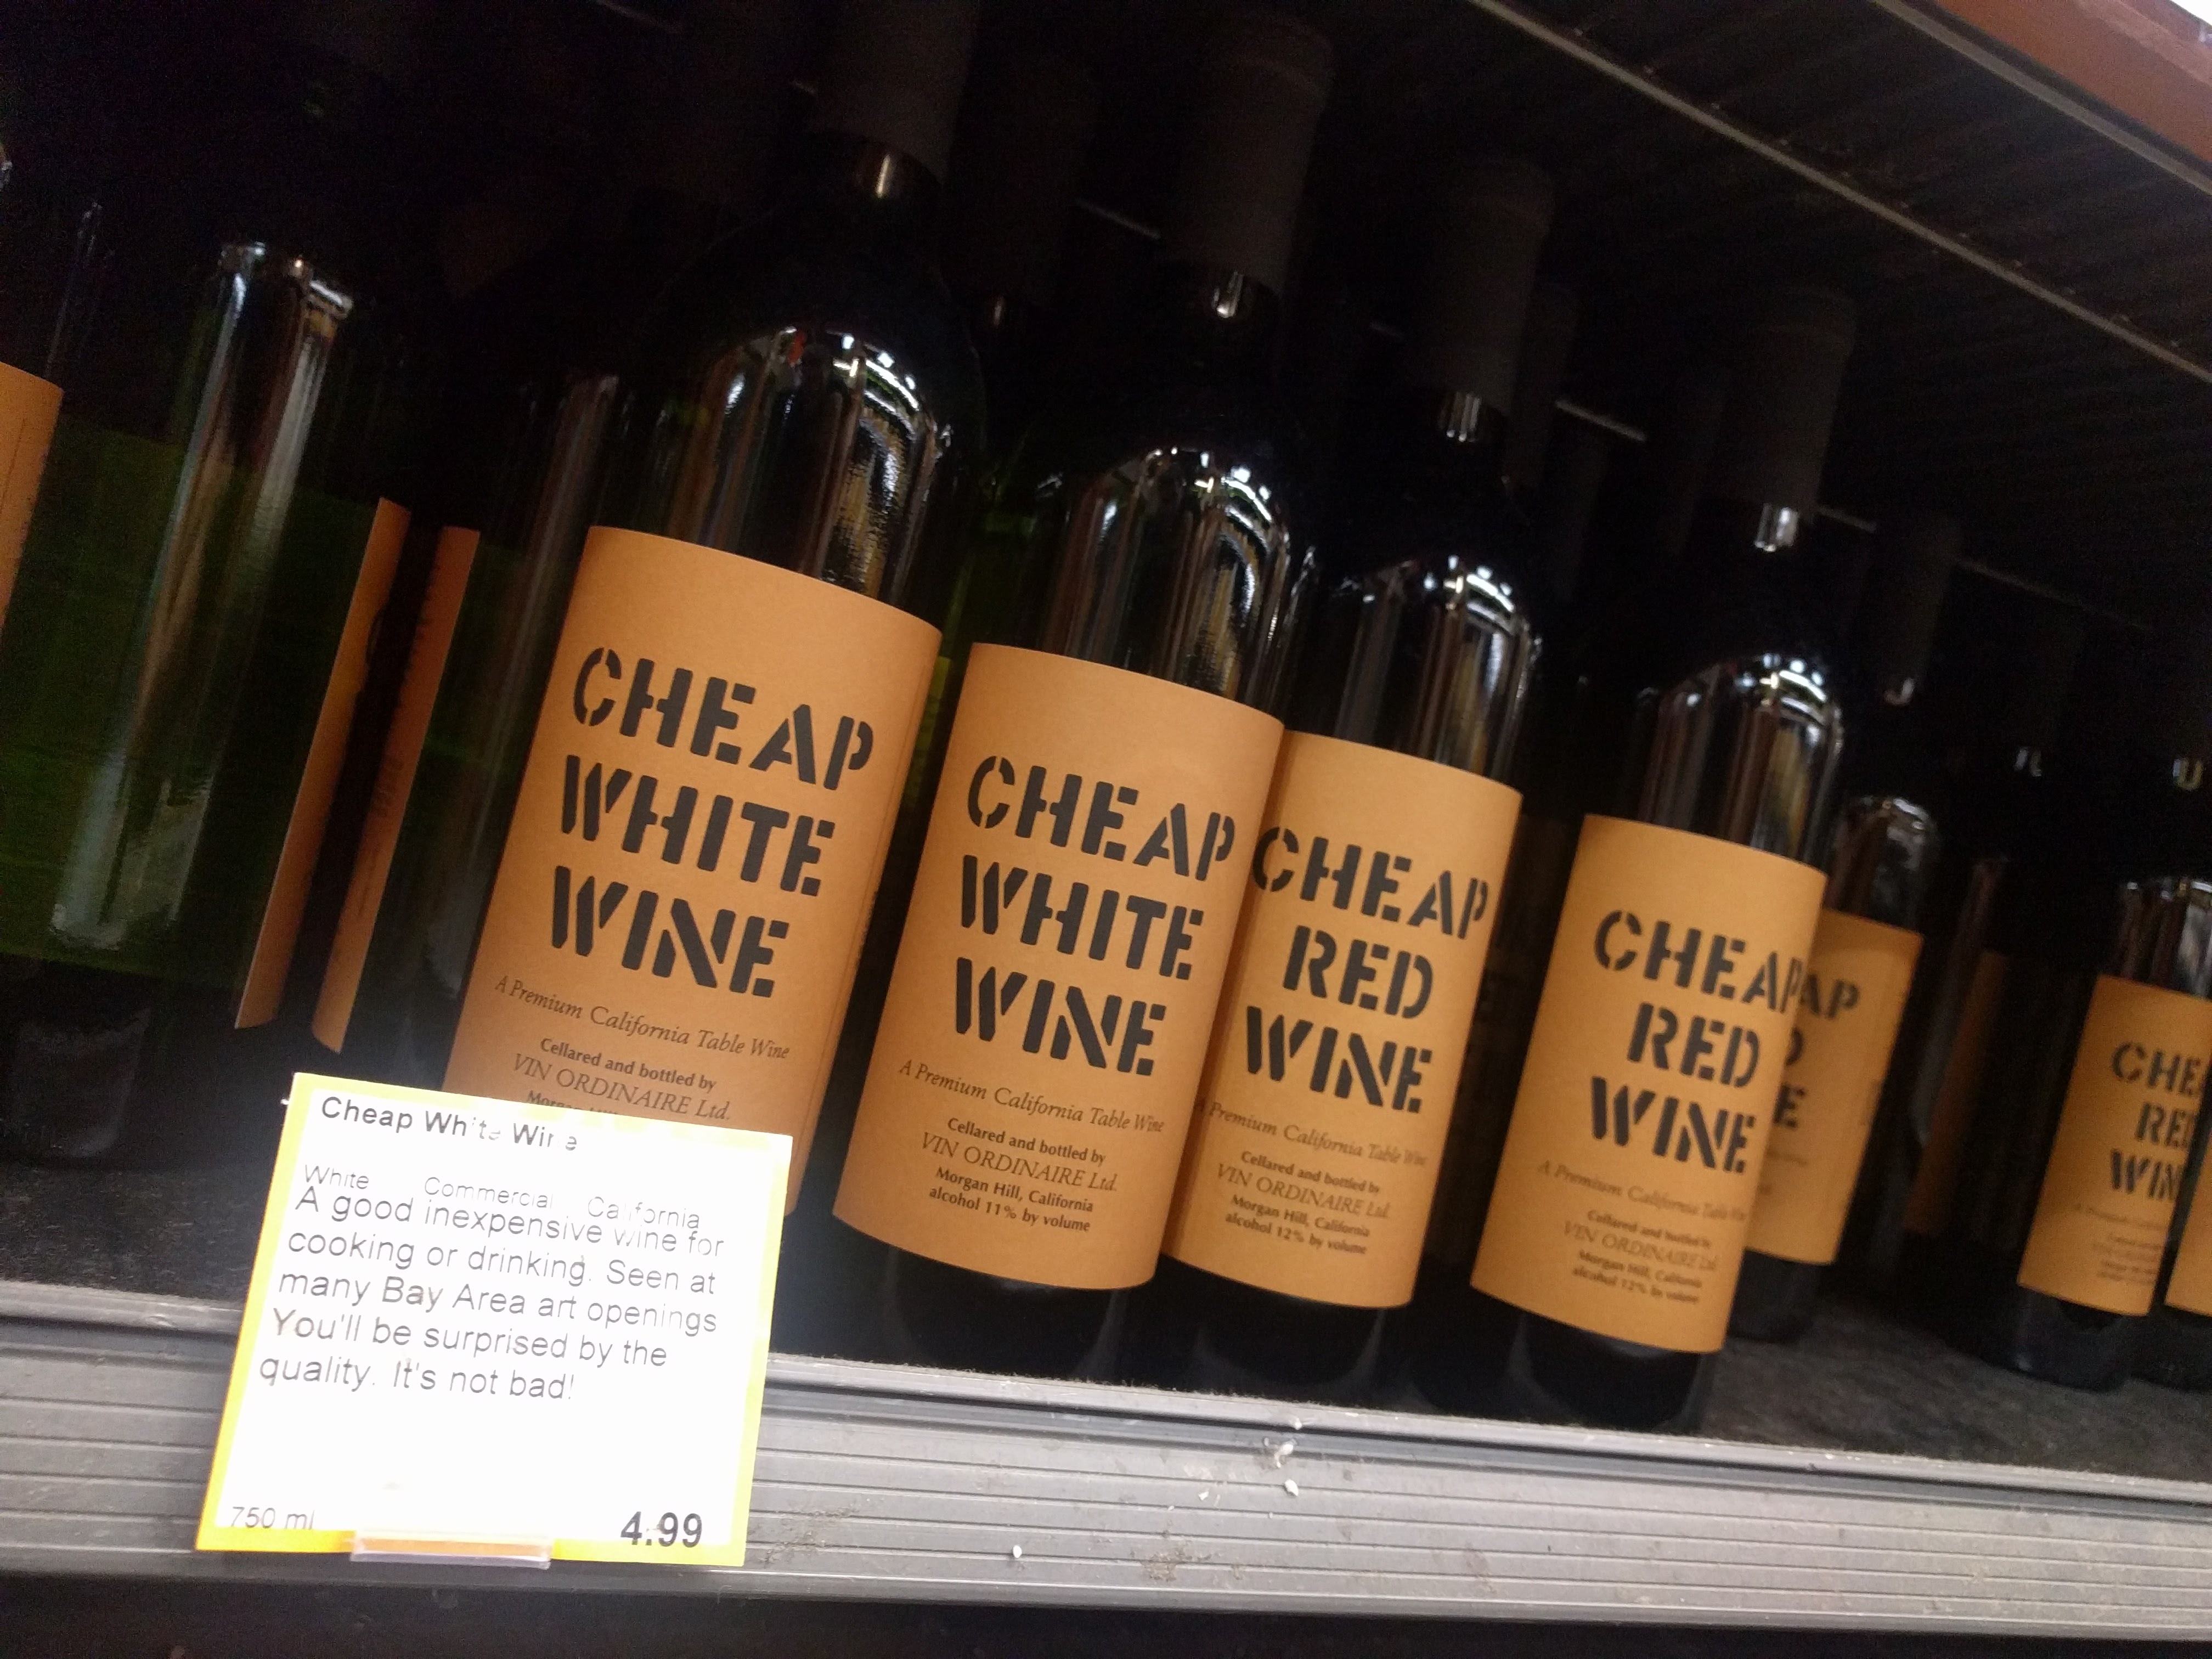 CHEAP
WHITE
WINE
A Premium California Table Wine
Cellared and bottled by
VIN ORDINAIRE Ltd.
CHEAP
WHITE
WINE
A Premium California Table Wine
Cellared and bottled by
VIN ORDINAIRE Ltd.
Morgan Hill, California
alcohol 11% by volume
CHEAP
RED
WINE
Premium California Table Wine
Cellared and bottled by
VIN ORDINAIRE Ltd.
Morgan Hill, California
alcohol 12% by volume
CHEAP
RED
WINE
A Premium California Table Wine
Cellared and bottled by
VIN ORDINAIRE Ltd
Morgan Hill, California
alcohol 12% by volume
AP
D
E
CHE
RED
WIN
Cheap White Wine
White Commercial California
A good inexpensive wine for
cooking or drinking. Seen at
many Bay Area art openings
You'll be surprised by the
quality. It's not bad!
750 ml 4.99